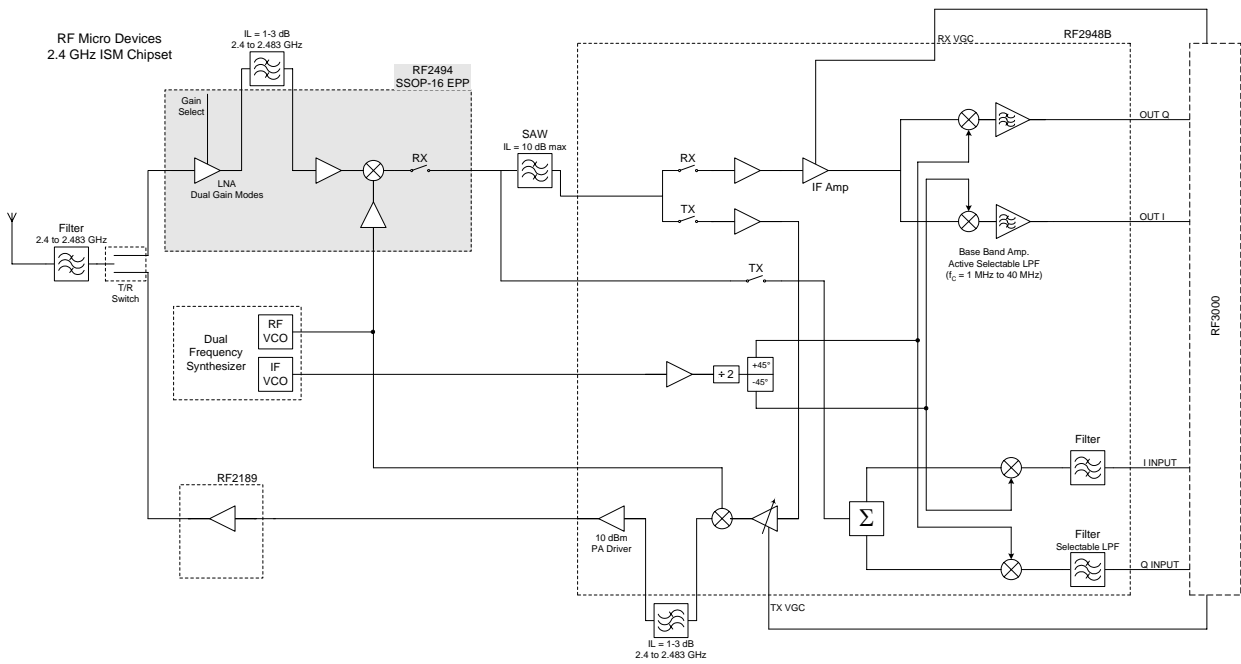 RF Micro Devices
2.4 GHz ISM Chipset
IL = 1-3 dB
2.4 to 2.483 GHz
RF2494
SSOP-16 EPP
Gain
Select
LNA
Dual Gain Modes
RX
SAW
IL = 10 dB max
RX VGC
RF2948B
RX
IF Amp
TX
OUT Q
OUT I
Base Band Amp.
Active Selectable LPF
(fC = 1 MHz to 40 MHz)
Filter
2.4 to 2.483 GHz
T/R
Switch
TX
RF3000
Dual
Frequency
Synthesizer
RF
VCO
IF
VCO
÷ 2
+45°
-45°
RF2189
10 dBm
PA Driver
Σ
Filter
I INPUT
Filter
Selectable LPF
Q INPUT
TX VGC
IL = 1-3 dB
2.4 to 2.483 GHz